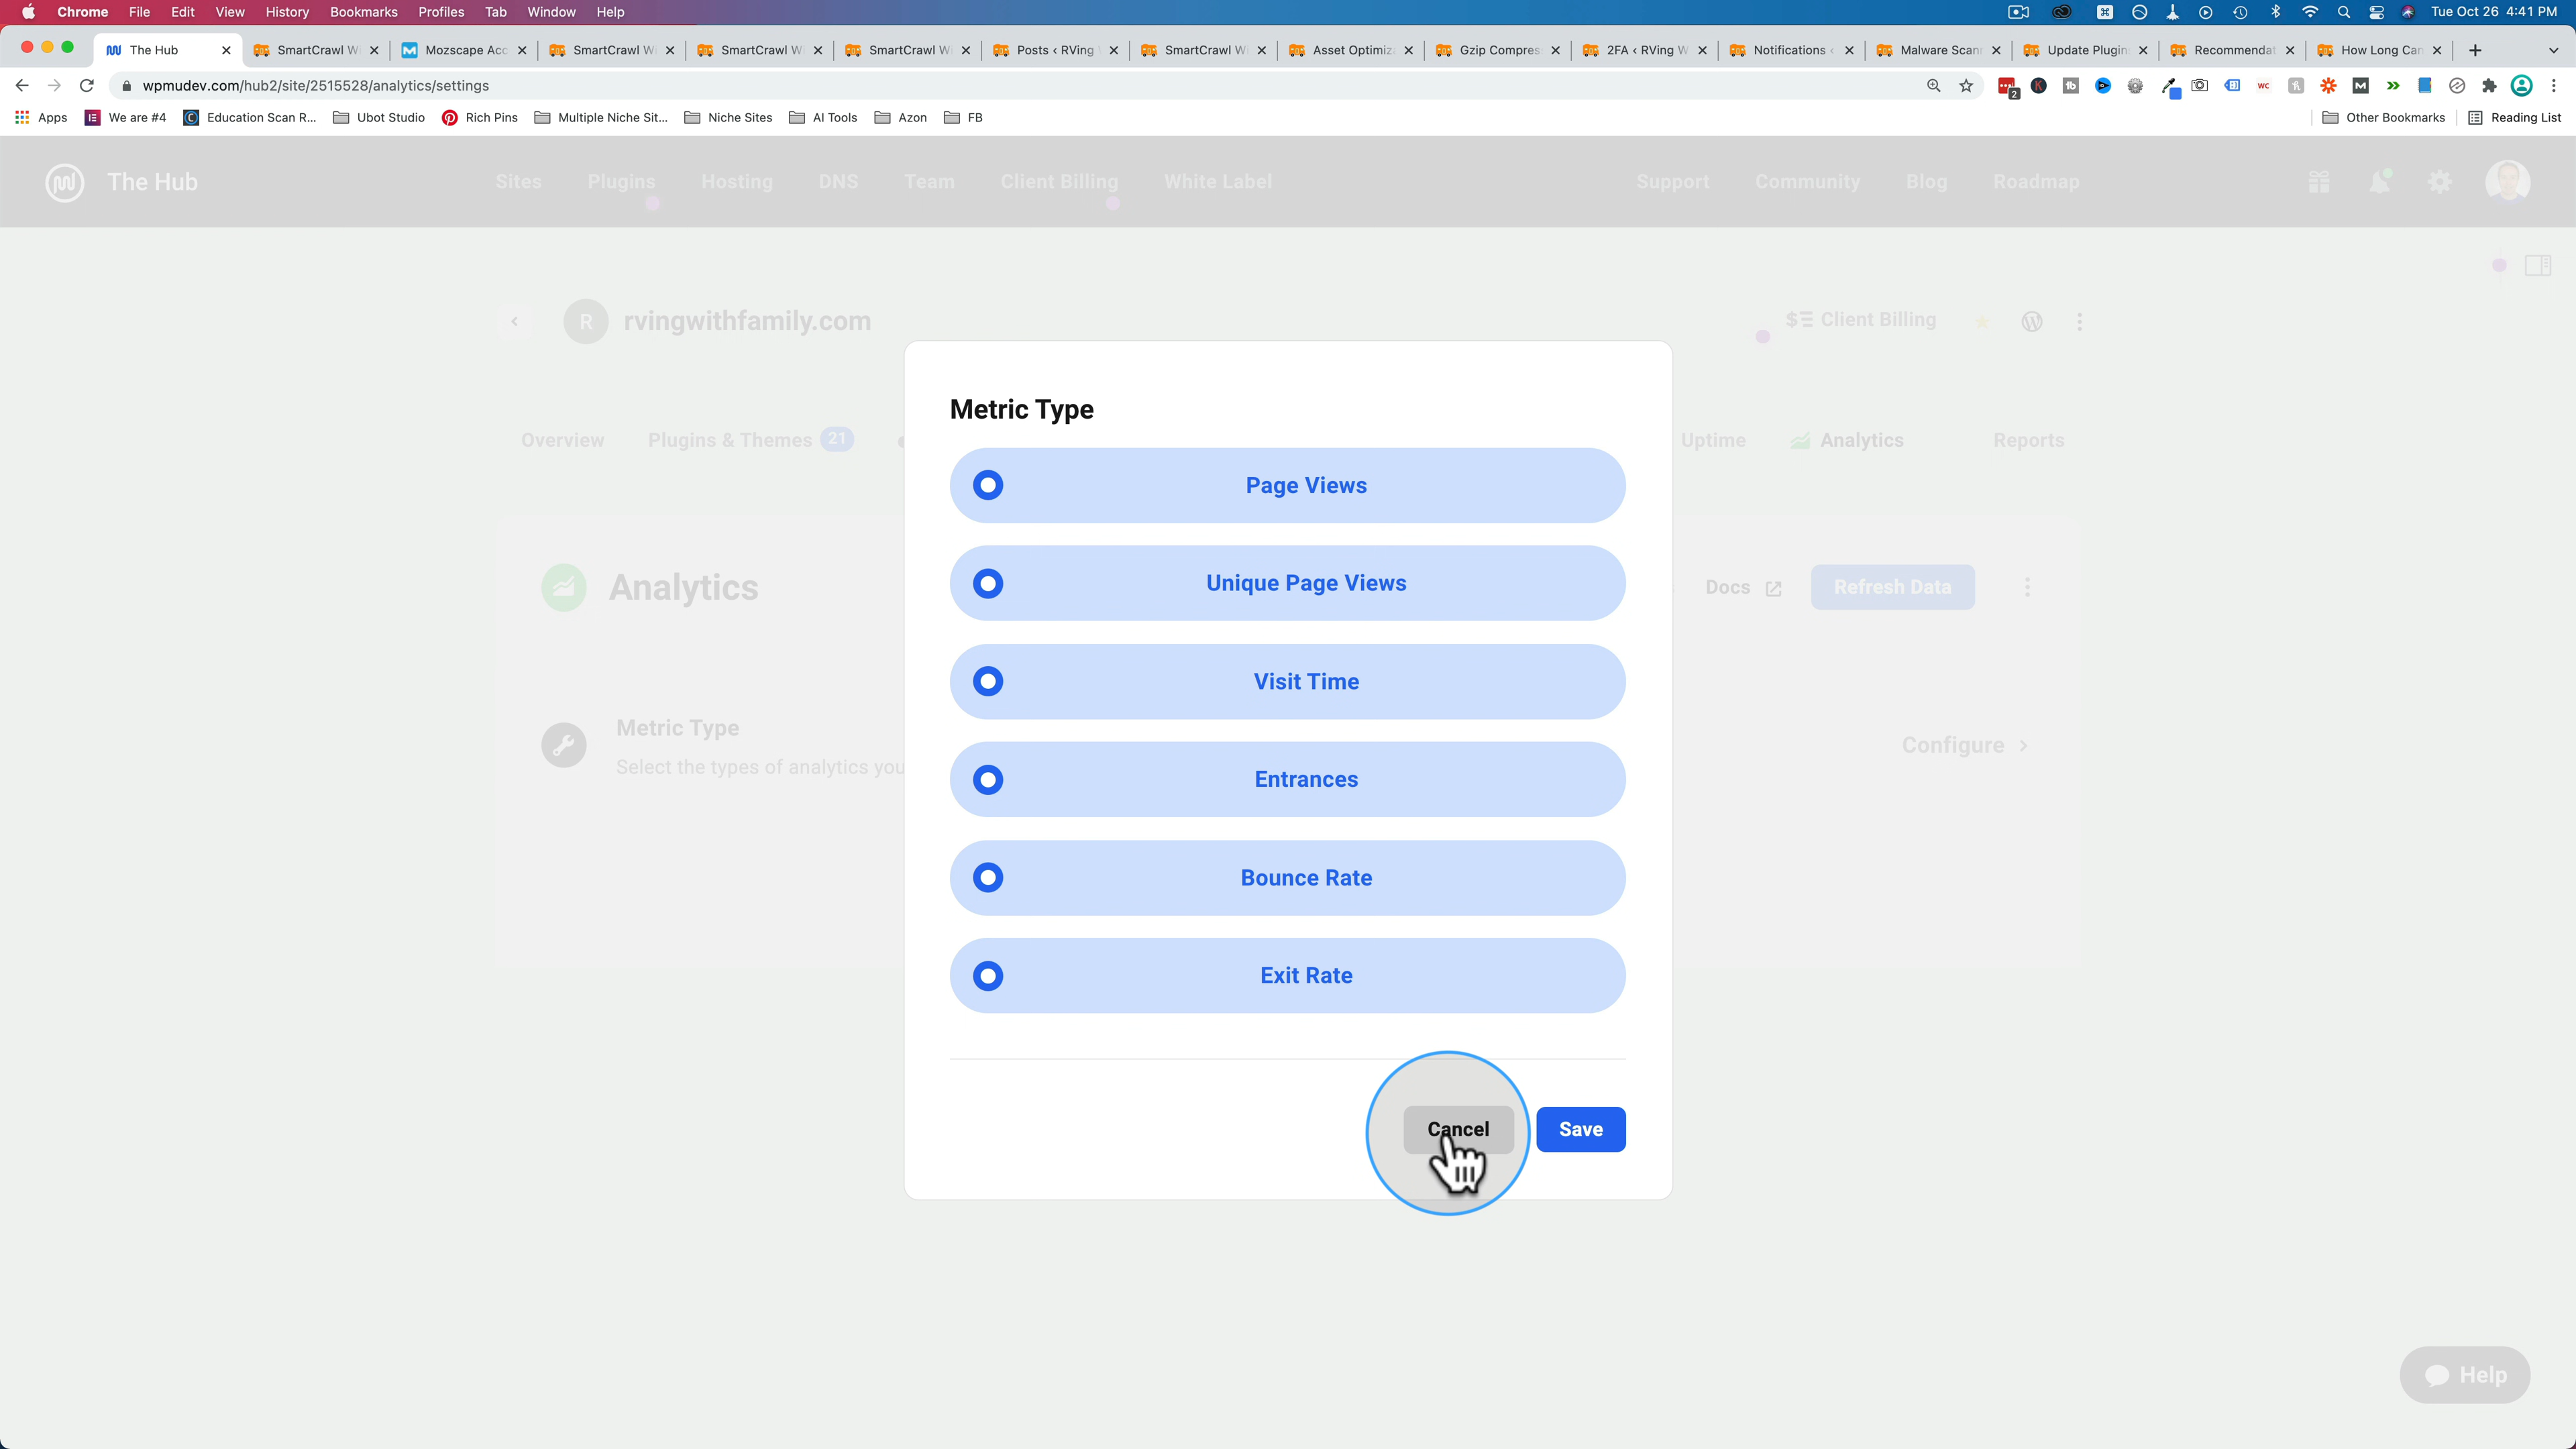 Chrome File Edit View History Bookmarks Profiles Tab Window Help Tue Oct 26 4:41 PM
The Hub SmartCrawl W Mozscape Acc SmartCrawl W SmartCrawl W SmartCrawl W Posts ‹ RVing SmartCrawl W Asset Optimiz Gzip Compres 2FA ‹ RVing W Notifications ‹ Malware Scan Update Plugin Recommendat How Long Can
wpmudev.com/hub2/site/2515528/analytics/settings
Apps We are #4 Education Scan R... Ubot Studio Rich Pins Multiple Niche Sit... Niche Sites AI Tools Azon FB Other Bookmarks Reading List
The Hub Sites Plugins Hosting DNS Team Client Billing White Label Support Community Blog Roadmap
R rvingwithfamily.com Client Billing
Overview Plugins & Themes 21 Uptime Analytics Reports
Analytics Docs Refresh Data
Metric Type
Select the types of analytics you
Configure
Metric Type
Page Views
Unique Page Views
Visit Time
Entrances
Bounce Rate
Exit Rate
Cancel Save
Help